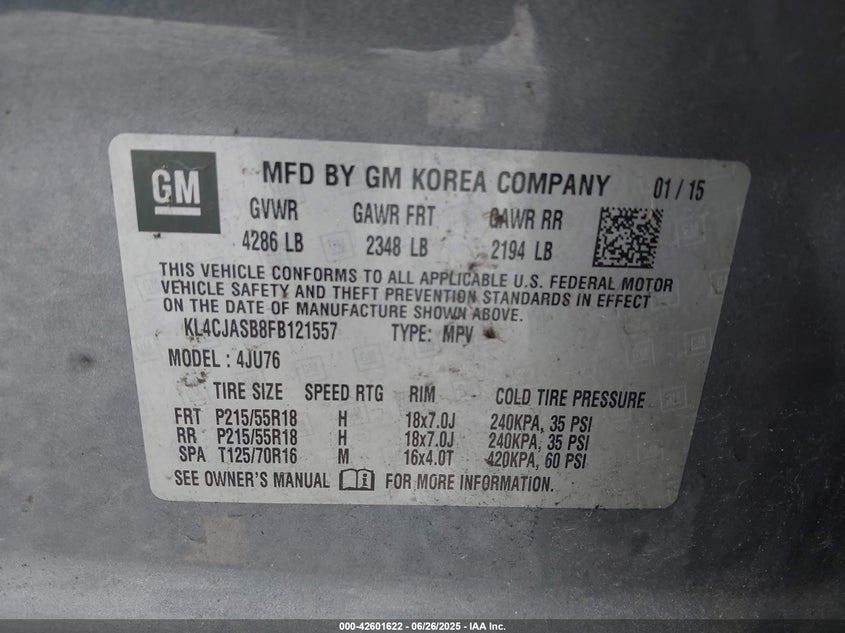 GM
MFD BY GM KOREA COMPANY 01 / 15
GVWR GAWR FRT GAWR RR
4286 LB 2348 LB 2194 LB
THIS VEHICLE CONFORMS TO ALL APPLICABLE U.S. FEDERAL MOTOR
VEHICLE SAFETY AND THEFT PREVENTION STANDARDS IN EFFECT
ON THE DATE OF MANUFACTURE SHOWN ABOVE.
KL4CJASB8FB121557 TYPE: MPV
MODEL : 4JU76
TIRE SIZE SPEED RTG RIM COLD TIRE PRESSURE
FRT P215/55R18 H 18x7.0J 240KPA, 35 PSI
RR P215/55R18 H 18x7.0J 240KPA, 35 PSI
SPA T125/70R16 M 16x4.0T 420KPA, 60 PSI
SEE OWNER'S MANUAL FOR MORE INFORMATION.
000-42601622 - 06/26/2025 - IAA Inc.